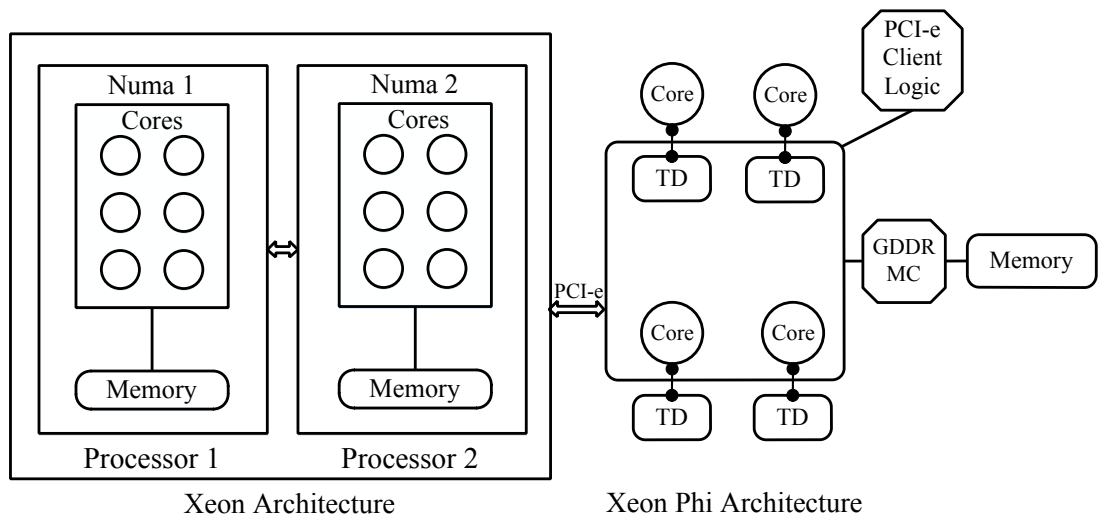 Numa 1
Cores
Memory
Processor 1
Numa 2
Cores
Memory
Processor 2
Xeon Architecture
PCI-e
PCI-e
Client
Logic
Core
Core
TD
TD
GDDR
MC
Memory
Core
Core
TD
TD
Xeon Phi Architecture